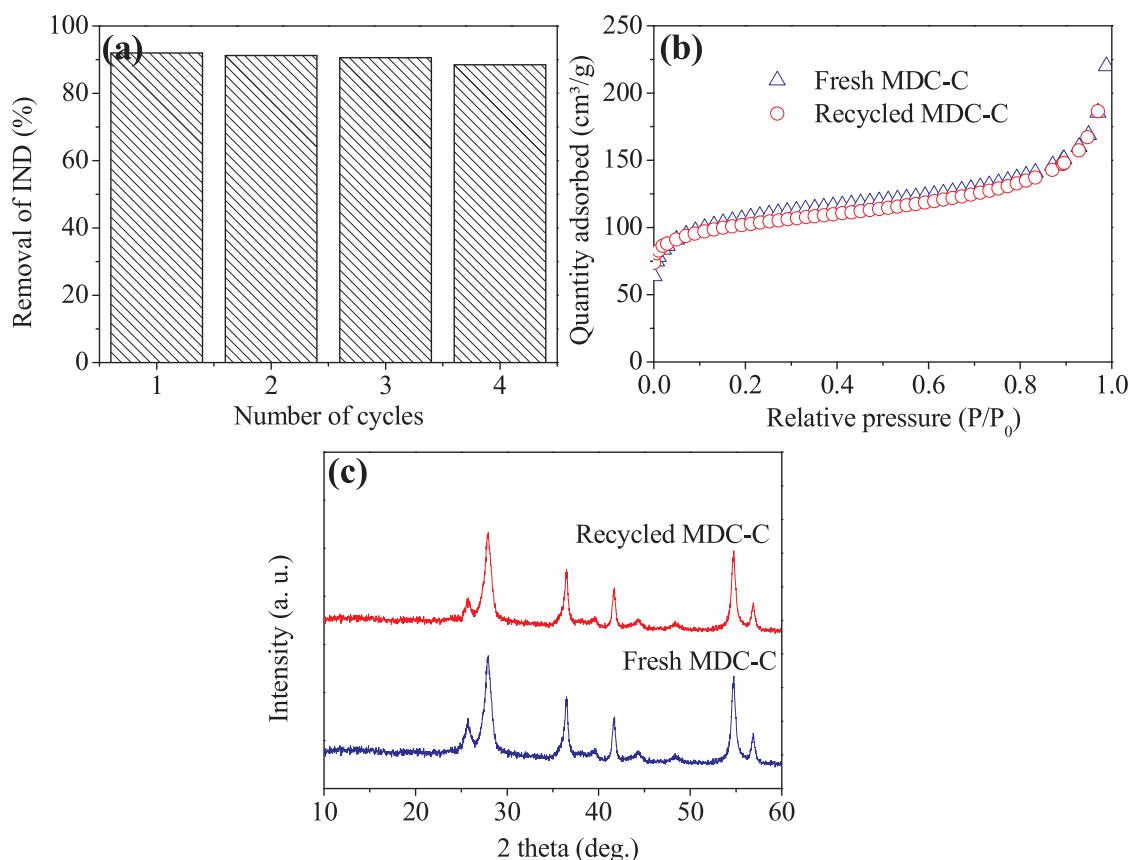 (a)
100
80
60
40
20
0
Removal of IND (%)
1 2 3 4
Number of cycles
(b)
Fresh MDC-C
Recycled MDC-C
250
200
150
100
50
0
Quantity adsorbed (cm³/g)
0.0 0.2 0.4 0.6 0.8 1.0
Relative pressure (P/P₀)
(c)
Recycled MDC-C
Fresh MDC-C
Intensity (a. u.)
10 20 30 40 50 60
2 theta (deg.)